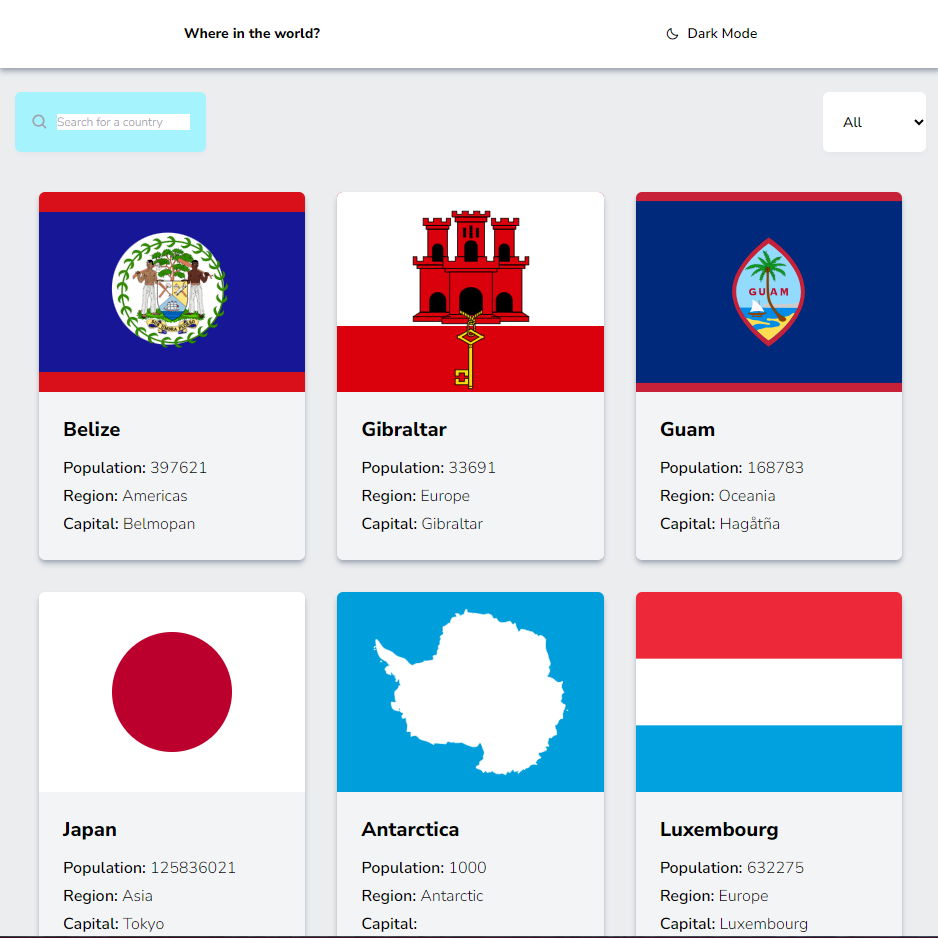 Where in the world?
Dark Mode
Search for a country
All
GUAM
Belize
Gibraltar
Guam
Population: 397621
Population: 33691
Population: 168783
Region: Americas
Region: Europe
Region: Oceania
Capital: Belmopan
Capital: Gibraltar
Capital: Hagåtña
Japan
Antarctica
Luxembourg
Population: 125836021
Population: 1000
Population: 632275
Region: Asia
Region: Antarctic
Region: Europe
Capital: Tokyo
Capital:
Capital: Luxembourg